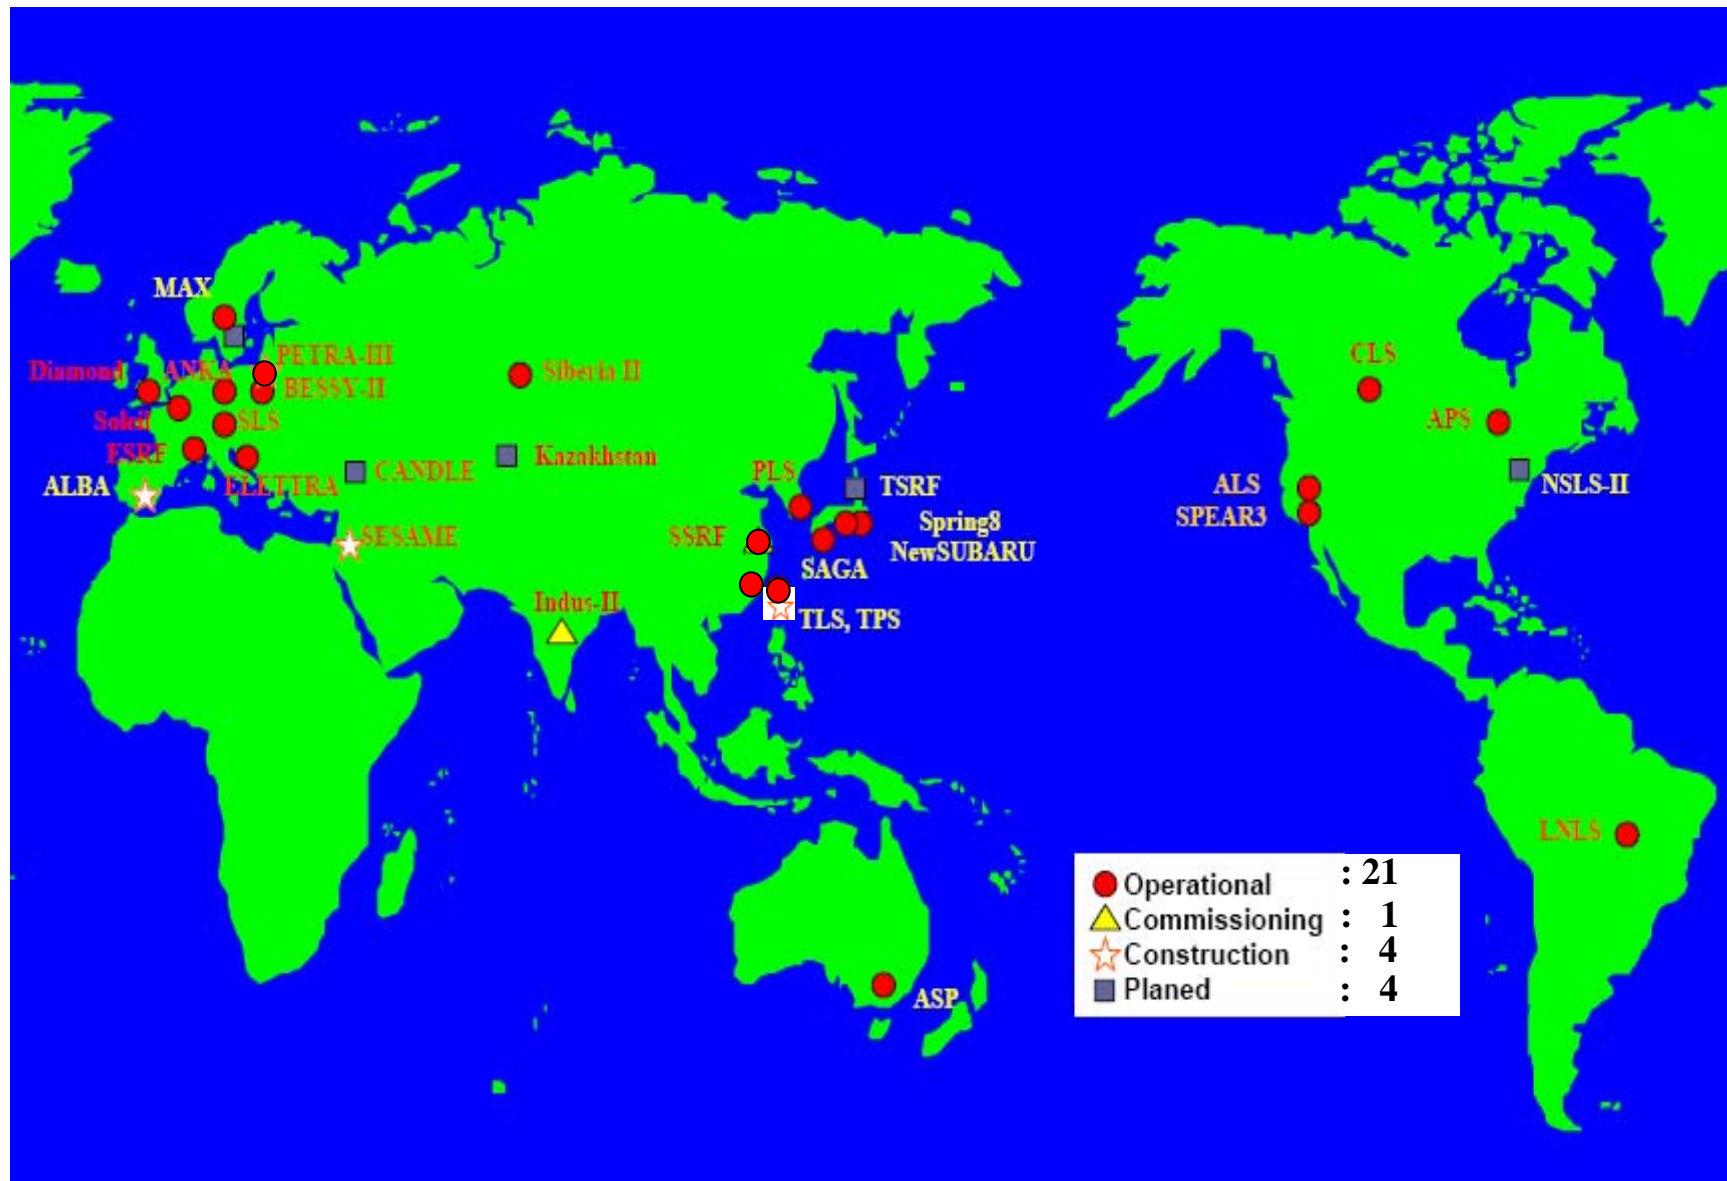 MAX
PETRA-III
Diamond
ANKA
BESSY-II
Siberia II
CLS
Soleil
SLS
APS
ESRF
Kazakhstan
ALBA
ELETTRA
CANDLE
PLS
TSRF
ALS
NSLS-II
SPEAR3
SESAME
SSRF
Spring8
NewSUBARU
SAGA
Indus-II
TLS, TPS
LNLS
Operational : 21
Commissioning : 1
Construction : 4
Planed : 4
ASP